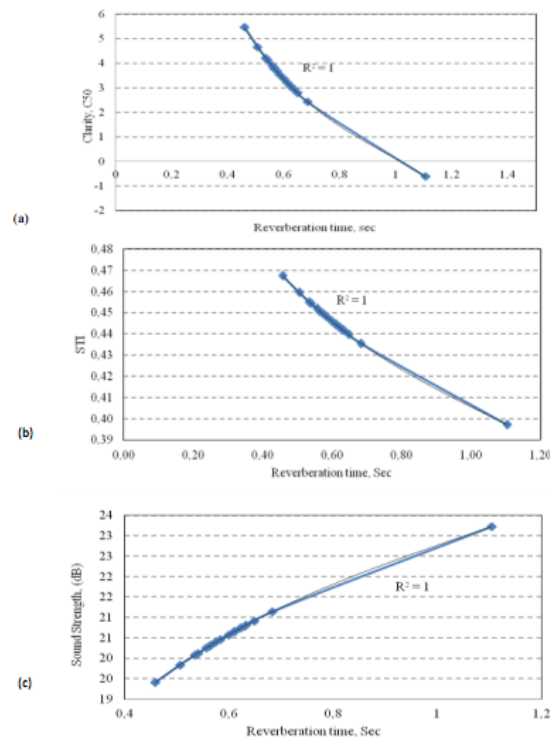 6
5
4
3
2
1
0
-1
-2
Clarity, C50
R² = 1
0 0.2 0.4 0.6 0.8 1 1.2 1.4
Reverberation time, sec
(a)
0,48
0,47
0,46
0,45
0,44
0,43
0,42
0,41
0,40
0,39
STI
R² = 1
0,00 0,20 0,40 0,60 0,80 1,00 1,20
Reverberation time, Sec
(b)
24
23
23
22
22
21
21
20
20
19
Sound Strength, (dB)
R² = 1
0.4 0.6 0.8 1 1.2
Reverberation time, Sec
(c)